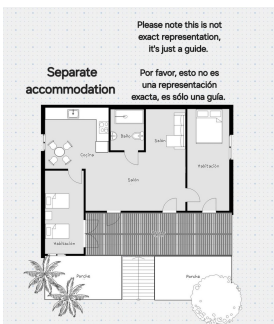 Please note this is not
exact representation,
it's just a guide.
Separate
accommodation
Por favor, esto no es
una representación
exacta, es sólo una guía.
Baño
Salón
Habitación
Cocina
Salón
Habitación
Porche
Porche